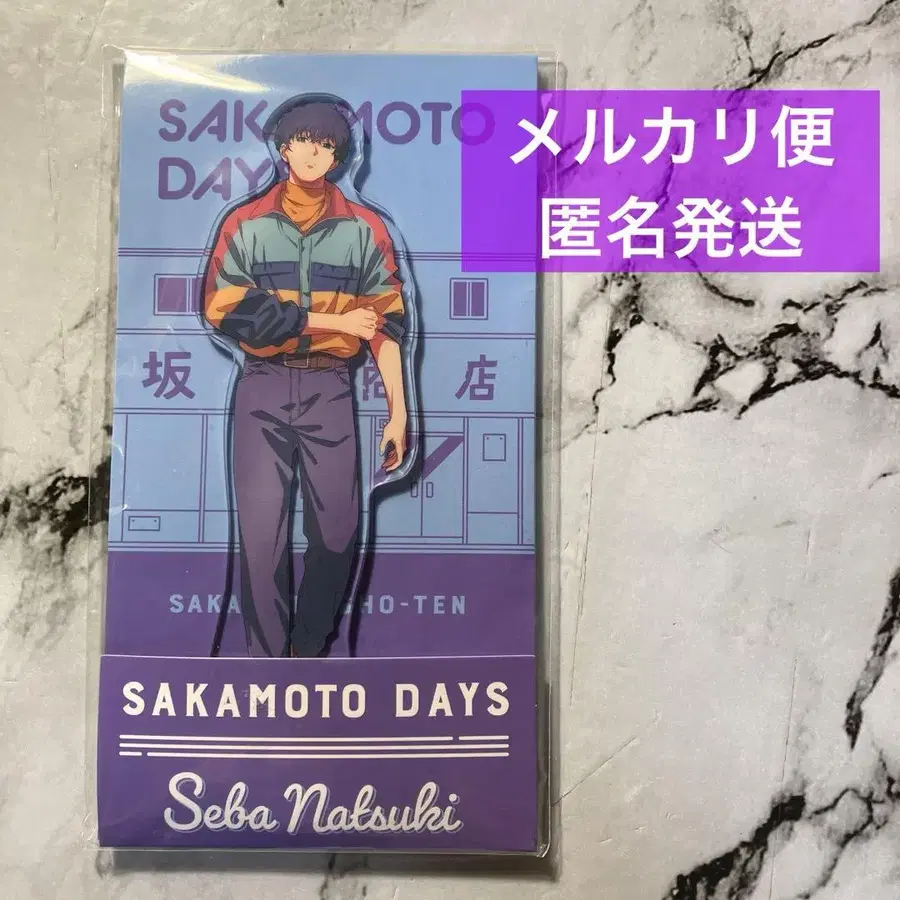 SAKAMOTO
DAYS
メルカリ便
匿名発送
坂 商店
SAKA HO-TEN
SAKAMOTO DAYS
Seba Natsuki